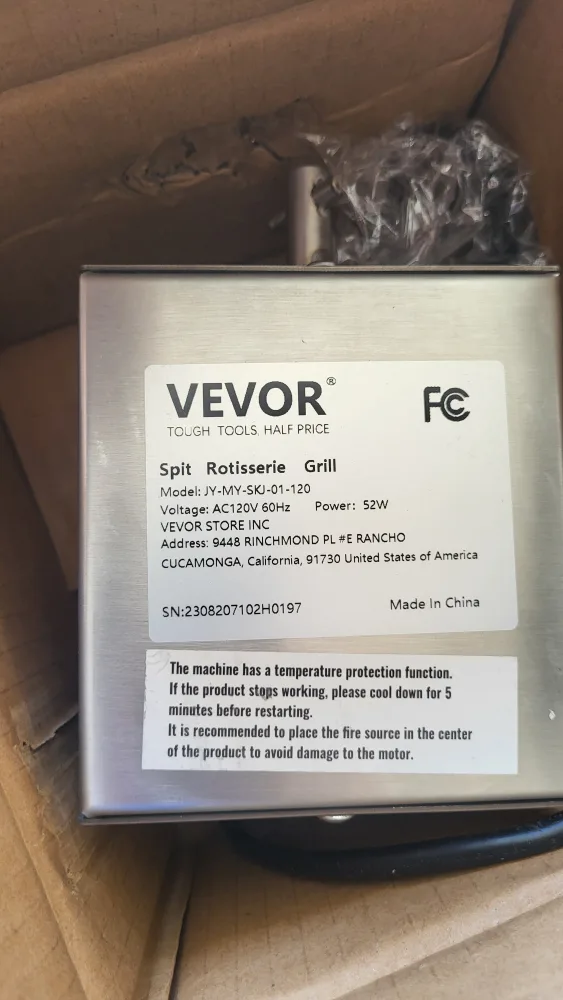 VEVOR®
TOUGH TOOLS, HALF PRICE
FC
Spit Rotisserie Grill
Model: JY-MY-SKJ-01-120
Voltage: AC120V 60Hz Power: 52W
VEVOR STORE INC
Address: 9448 RINCHMOND PL #E RANCHO
CUCAMONGA, California, 91730 United States of America
SN:2308207102H0197 Made In China
The machine has a temperature protection function.
If the product stops working, please cool down for 5
minutes before restarting.
It is recommended to place the fire source in the center
of the product to avoid damage to the motor.